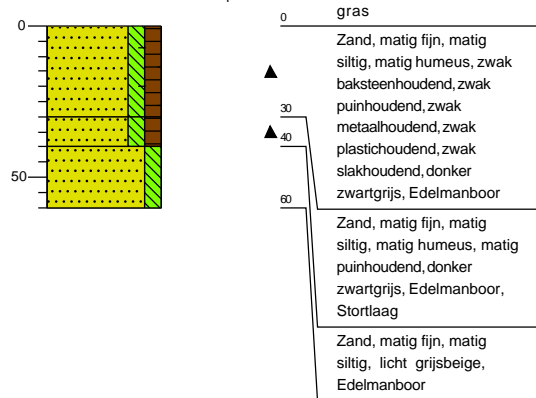 0
50
0
gras
Zand, matig fijn, matig
siltig, matig humeus, zwak
baksteenhoudend, zwak
puinhoudend, zwak
30
metaalhoudend, zwak
40
plastichoudend, zwak
slakhoudend, donker
60
zwartgrijs, Edelmanboor
Zand, matig fijn, matig
siltig, matig humeus, matig
puinhoudend, donker
zwartgrijs, Edelmanboor,
Stortlaag
Zand, matig fijn, matig
siltig, licht grijsbeige,
Edelmanboor